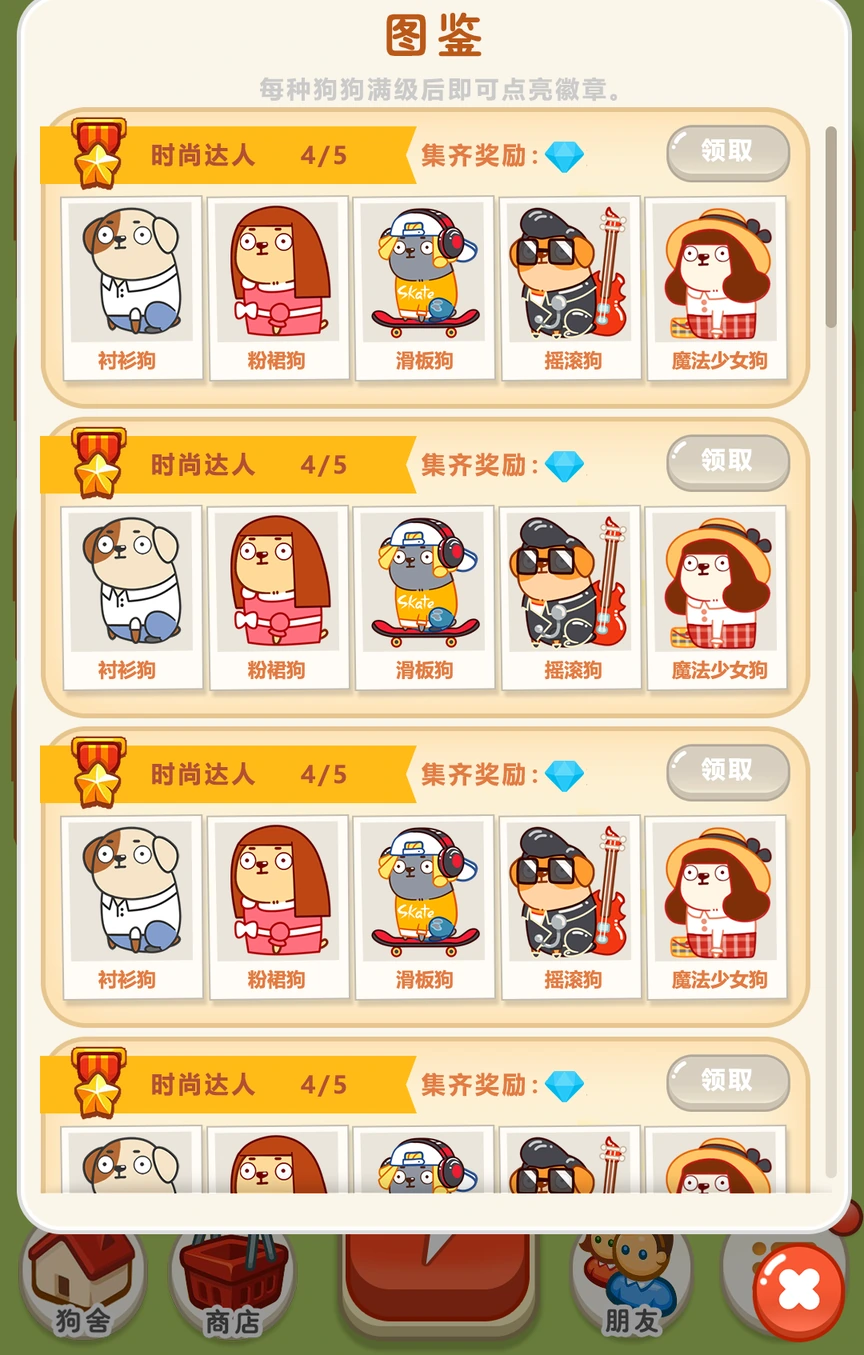 图鉴
每种狗狗满级后即可点亮徽章。
时尚达人 4/5 集齐奖励: 领取
Skate
衬衫狗 粉裙狗 滑板狗 摇滚狗 魔法少女狗
时尚达人 4/5 集齐奖励: 领取
Skate
衬衫狗 粉裙狗 滑板狗 摇滚狗 魔法少女狗
时尚达人 4/5 集齐奖励: 领取
Skate
衬衫狗 粉裙狗 滑板狗 摇滚狗 魔法少女狗
时尚达人 4/5 集齐奖励: 领取
狗舍 商店 朋友